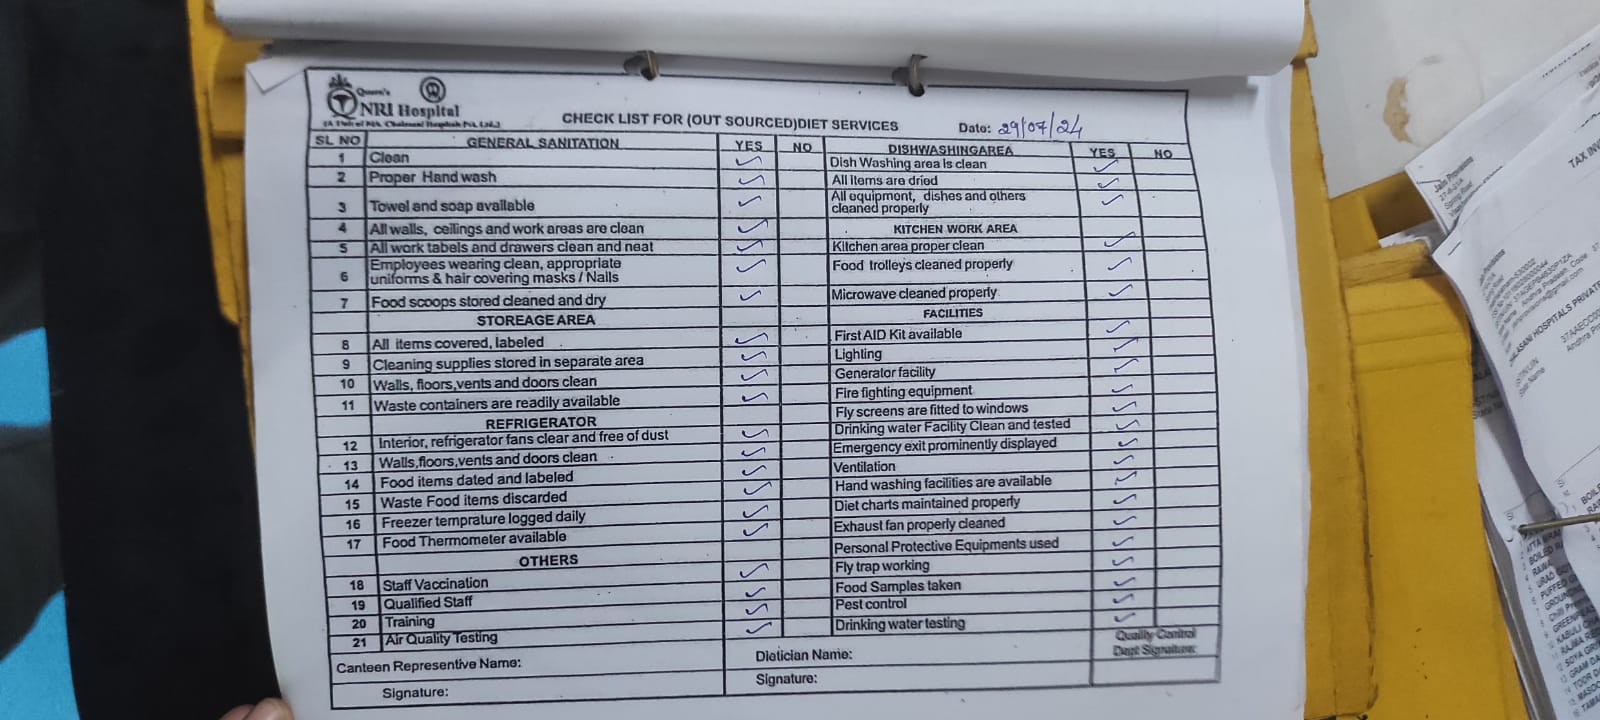 Queen's
NRI Hospital
(A Unit of M/s. Chalasani Hospitals Pvt. Ltd.,)
CHECK LIST FOR (OUT SOURCED)DIET SERVICES
Date: 29/07/24
SL NO GENERAL SANITATION YES NO DISHWASHINGAREA YES NO
1 Clean Dish Washing area is clean
2 Proper Hand wash All items are dried
3 Towel and soap available All equipment, dishes and others cleaned properly
4 All walls, ceilings and work areas are clean KITCHEN WORK AREA
5 All work tabels and drawers clean and neat Kitchen area proper clean
6 Employees wearing clean, appropriate uniforms & hair covering masks / Nails Food trolleys cleaned properly
7 Food scoops stored cleaned and dry Microwave cleaned properly
STOREAGE AREA FACILITIES
8 All items covered, labeled First AID Kit available
9 Cleaning supplies stored in separate area Lighting
10 Walls, floors,vents and doors clean Generator facility
11 Waste containers are readily available Fire fighting equipment
REFRIGERATOR Fly screens are fitted to windows
12 Interior, refrigerator fans clear and free of dust Drinking water Facility Clean and tested
13 Walls,floors,vents and doors clean Emergency exit prominently displayed
14 Food items dated and labeled Ventilation
15 Waste Food items discarded Hand washing facilities are available
16 Freezer temprature logged daily Diet charts maintained properly
17 Food Thermometer available Exhaust fan properly cleaned
OTHERS Personal Protective Equipments used
18 Staff Vaccination Fly trap working
19 Qualified Staff Food Samples taken
20 Training Pest control
21 Air Quality Testing Drinking water testing
Canteen Representive Name: Dietician Name: Quality Control Dept Signature:
Signature: Signature:
Jails Provisions
TAX INV
Andhra Pradesh, Code
Andhra Pra
State Name